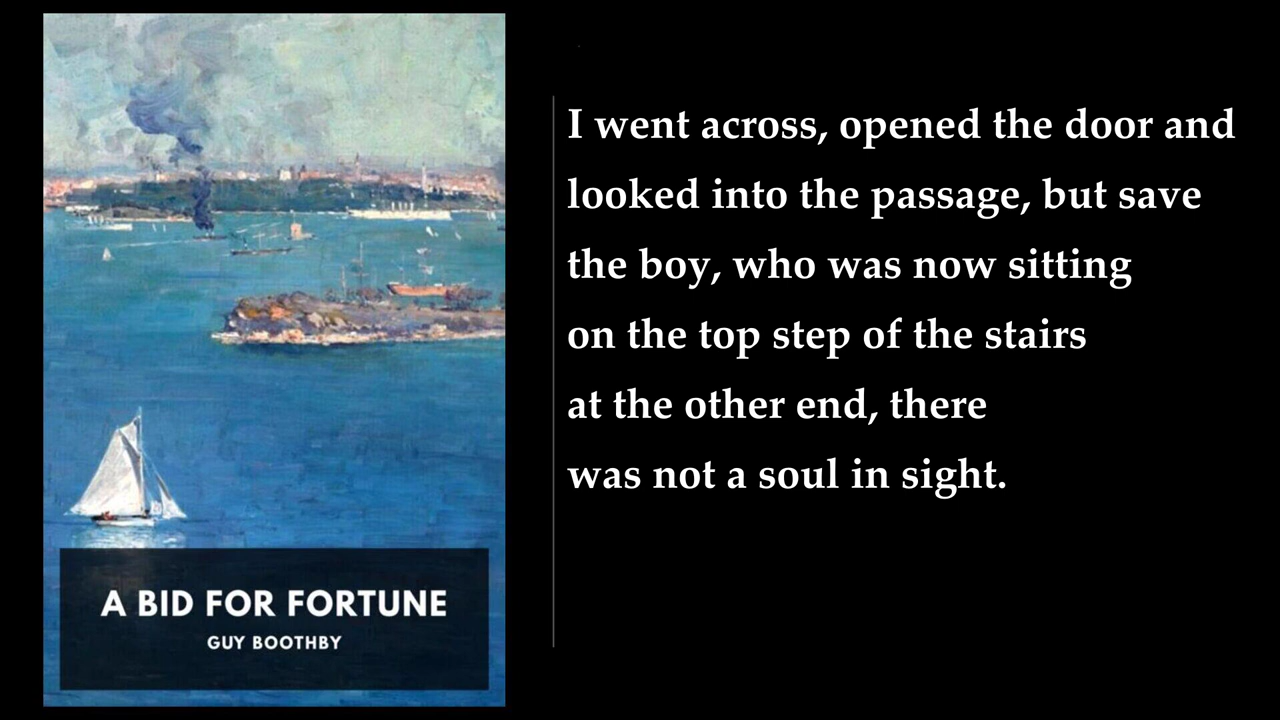 A BID FOR FORTUNE
GUY BOOTHBY
I went across, opened the door and
looked into the passage, but save
the boy, who was now sitting
on the top step of the stairs
at the other end, there
was not a soul in sight.